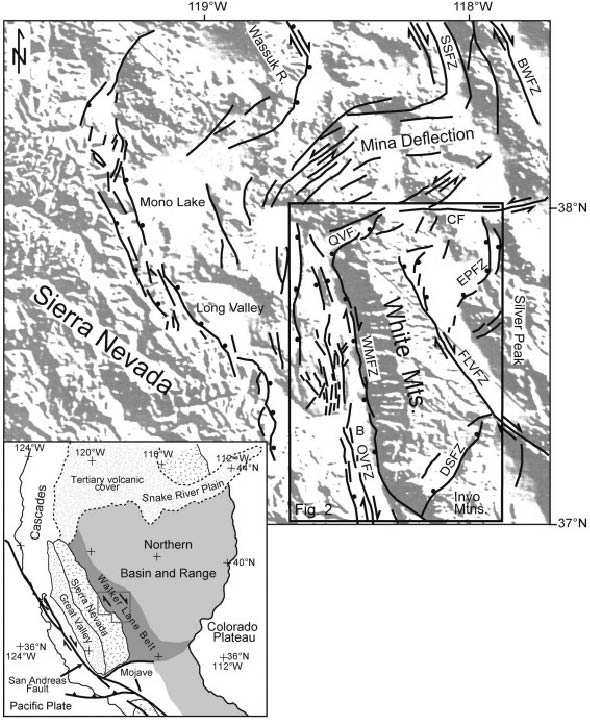 119°W
118°W
N
Wassuk R.
SSFZ
BWFZ
Mina Deflection
Mono Lake
38°N
CF
QVF
EPFZ
Long Valley
Silver Peak
Sierra Nevada
White Mts.
WMFZ
FLVFZ
B
OVFZ
DSFZ
Inyo
Mtns.
Fig. 2
37°N
124°W
120°W
116°W
112°W
44°N
Tertiary volcanic
cover
Snake River Plain
Cascades
Northern
Basin and Range
40°N
Walker Lane Belt
Sierra Nevada
Great Valley
Colorado
Plateau
36°N
124°W
36°N
112°W
Mojave
San Andreas
Fault
Pacific Plate